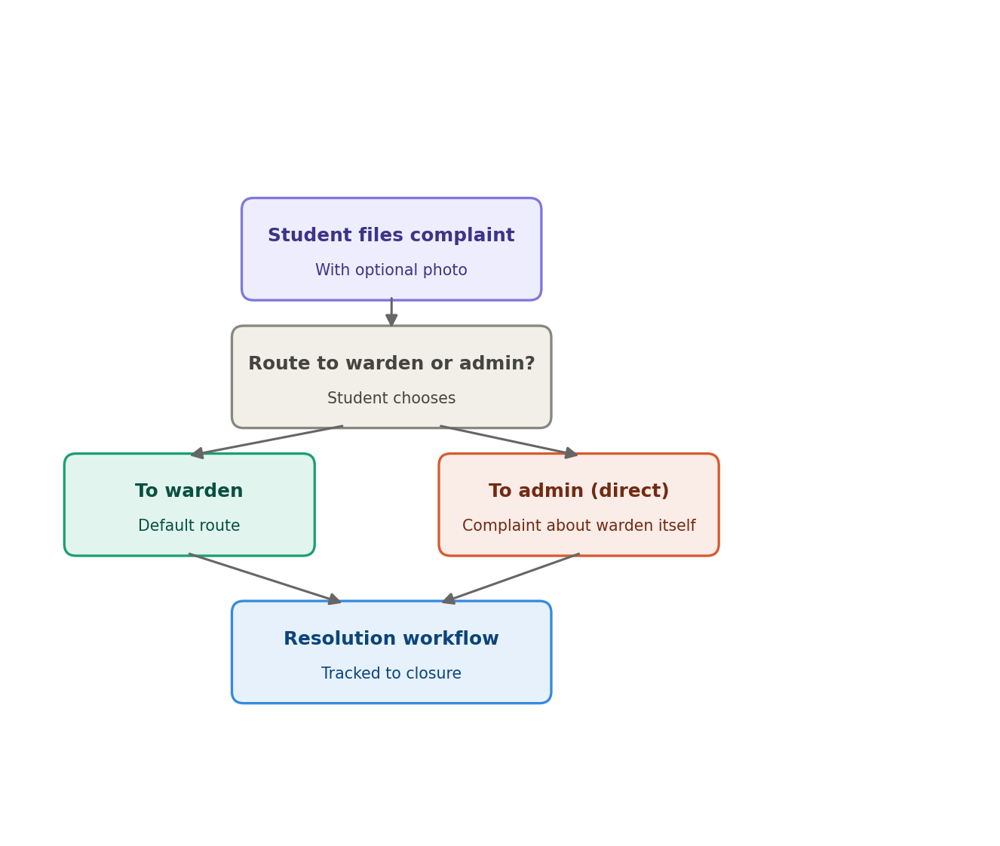 Student files complaint
With optional photo
Route to warden or admin?
Student chooses
To warden
Default route
To admin (direct)
Complaint about warden itself
Resolution workflow
Tracked to closure